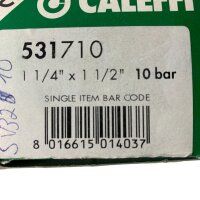 CALEFFI
531710
1 1/4" x 1 1/2" 10 bar
SINGLE ITEM BAR CODE
8 016615 014037